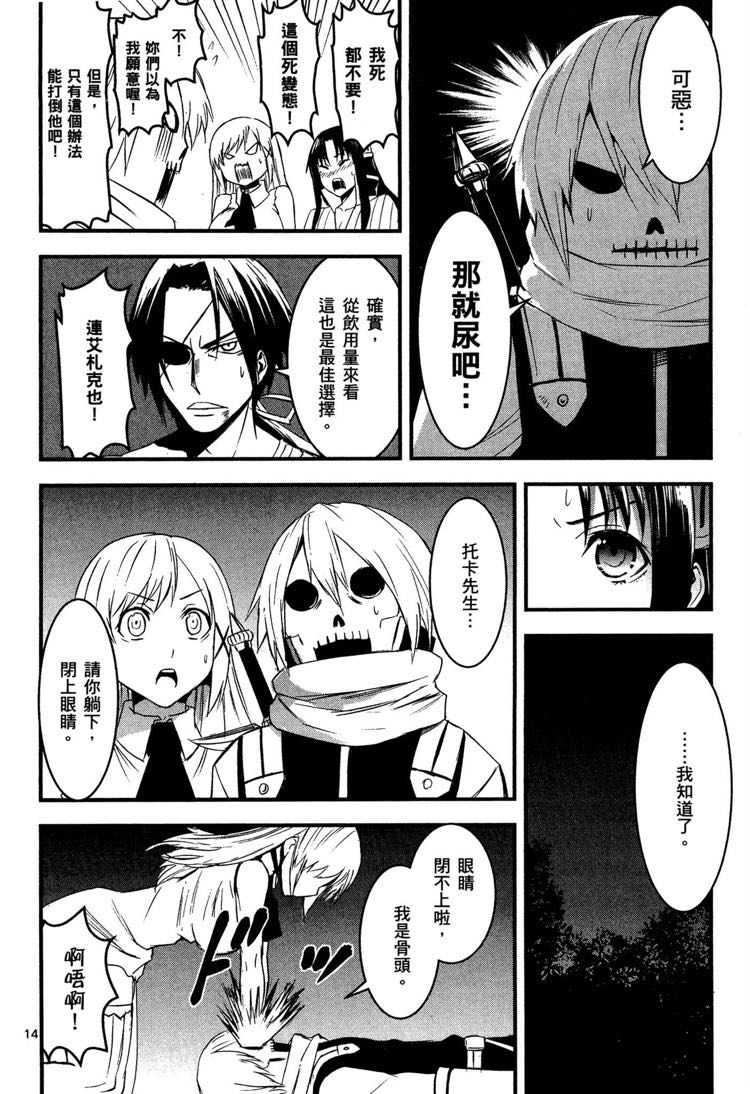 可惡…
那就尿吧…
我死
都不要！
這個死變態！
不！
妳們以為
我願意喔！
但是，
只有這個辦法
能打倒他吧！
確實，
從飲用量來看
這也是最佳選擇。
連艾札克也！
……我知道了。
托卡先生…
請你躺下，
閉上眼睛。
眼睛
閉不上啦，
我是骨頭。
ドドッ
啊唔啊！
14